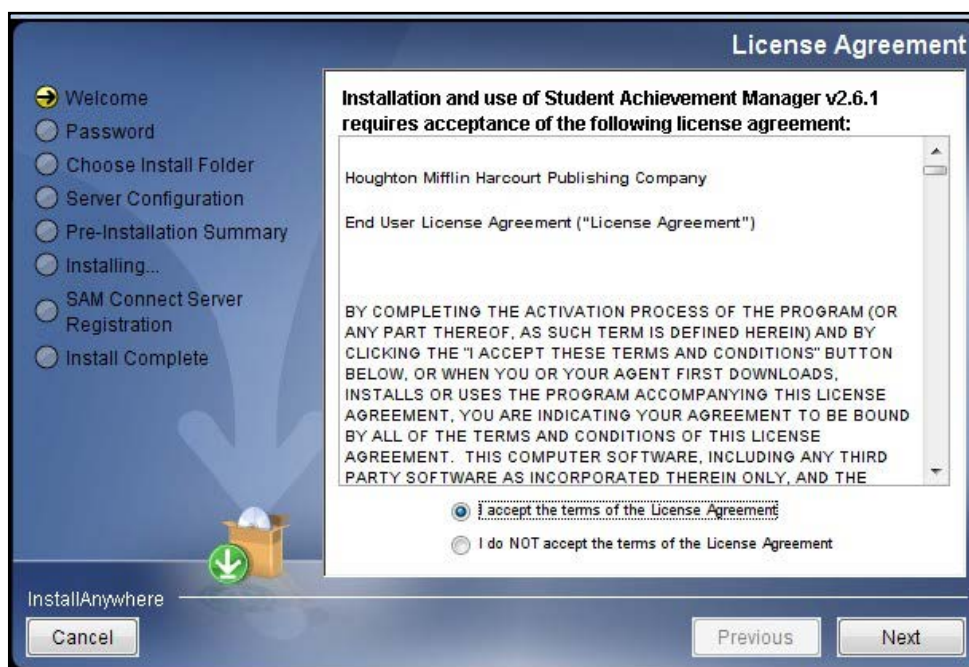 License Agreement
Welcome
Password
Choose Install Folder
Server Configuration
Pre-Installation Summary
Installing...
SAM Connect Server
Registration
Install Complete
Installation and use of Student Achievement Manager v2.6.1
requires acceptance of the following license agreement:
Houghton Mifflin Harcourt Publishing Company
End User License Agreement ("License Agreement")
BY COMPLETING THE ACTIVATION PROCESS OF THE PROGRAM (OR
ANY PART THEREOF, AS SUCH TERM IS DEFINED HEREIN) AND BY
CLICKING THE "I ACCEPT THESE TERMS AND CONDITIONS" BUTTON
BELOW, OR WHEN YOU OR YOUR AGENT FIRST DOWNLOADS,
INSTALLS OR USES THE PROGRAM ACCOMPANYING THIS LICENSE
AGREEMENT, YOU ARE INDICATING YOUR AGREEMENT TO BE BOUND
BY ALL OF THE TERMS AND CONDITIONS OF THIS LICENSE
AGREEMENT.  THIS COMPUTER SOFTWARE, INCLUDING ANY THIRD
PARTY SOFTWARE AS INCORPORATED THEREIN ONLY, AND THE
I accept the terms of the License Agreement
I do NOT accept the terms of the License Agreement
InstallAnywhere
Cancel
Previous
Next